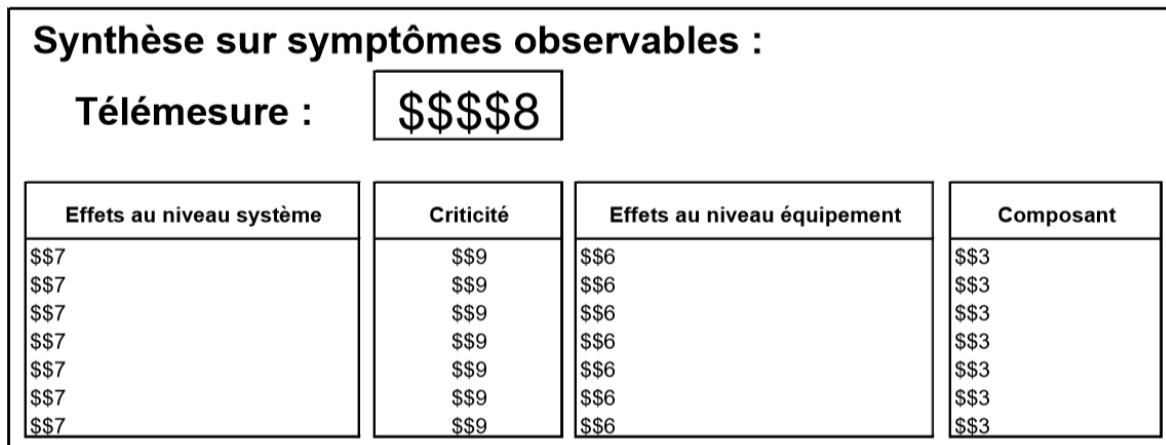 Synthèse sur symptômes observables :
Télémesure : $$$$8
Effets au niveau système Criticité Effets au niveau équipement Composant
$$7 $$9 $$6 $$3
$$7 $$9 $$6 $$3
$$7 $$9 $$6 $$3
$$7 $$9 $$6 $$3
$$7 $$9 $$6 $$3
$$7 $$9 $$6 $$3
$$7 $$9 $$6 $$3